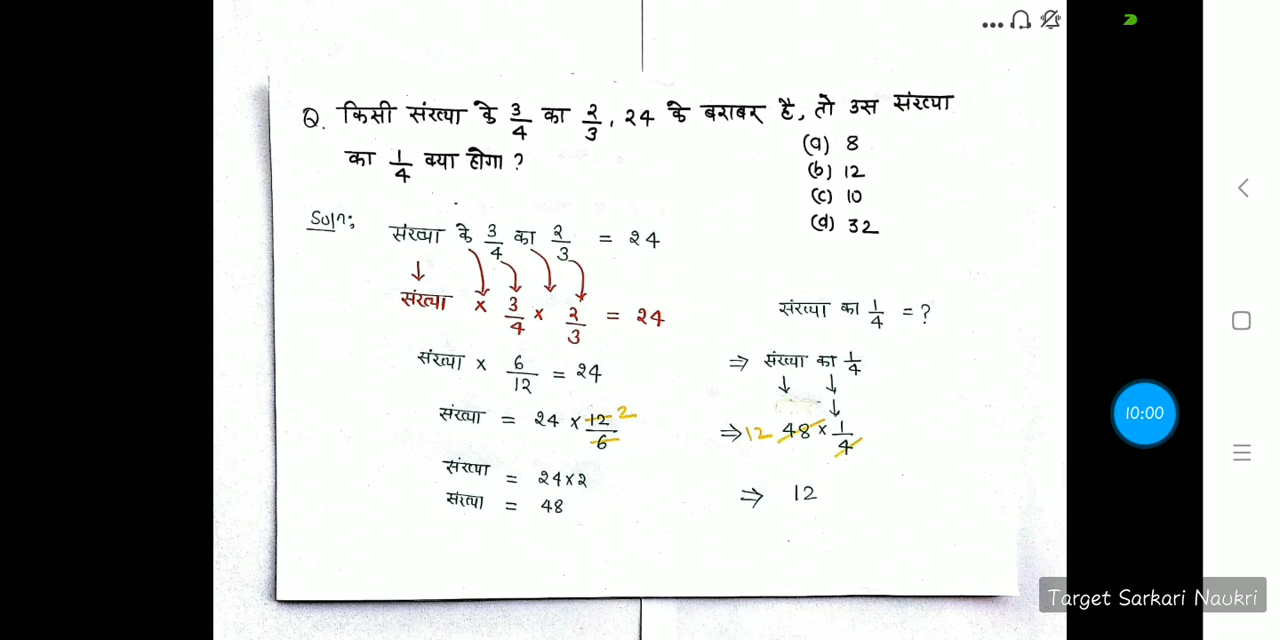 Q. किसी संख्या के 3/4 का 2/3, 24 के बराबर है, तो उस संख्या
का 1/4 क्या होगा ?
(a) 8
(b) 12
(c) 10
(d) 32
Soln:
संख्या के 3/4 का 2/3 = 24
↓
संख्या × 3/4 × 2/3 = 24
संख्या × 6/12 = 24
संख्या = 24 × 12/6 2
संख्या = 24×2
संख्या = 48
संख्या का 1/4 = ?
⇒ संख्या का 1/4
↓ ↓ ↓
⇒ 12 48 × 1/4
⇒ 12
10:00
Target Sarkari Naukri